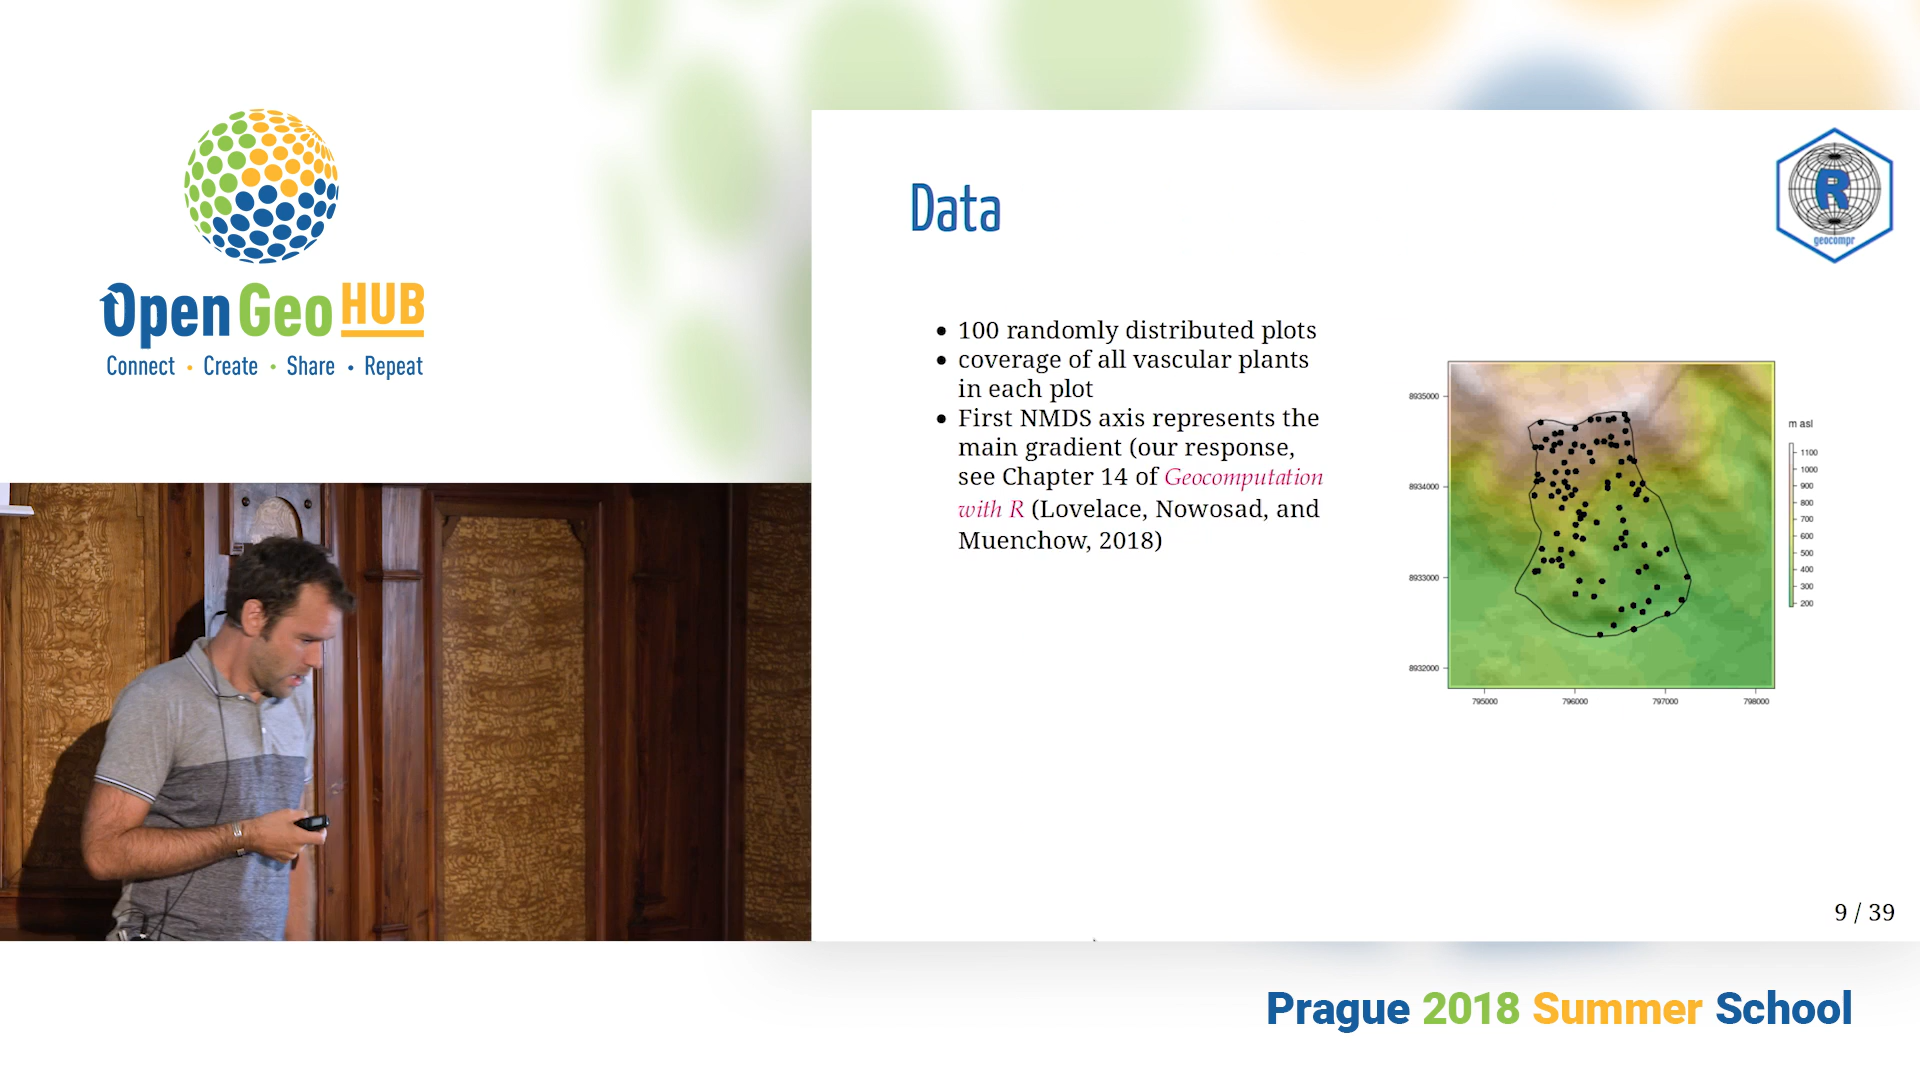 Open Geo HUB
Connect • Create • Share • Repeat
Data
R
geocompr
• 100 randomly distributed plots
• coverage of all vascular plants
in each plot
• First NMDS axis represents the
main gradient (our response,
see Chapter 14 of Geocomputation
with R (Lovelace, Nowosad, and
Muenchow, 2018)
8935000
8934000
8933000
8932000
795000 796000 797000 798000
m asl
1100
1000
900
800
700
600
500
400
300
200
9 / 39
Prague 2018 Summer School